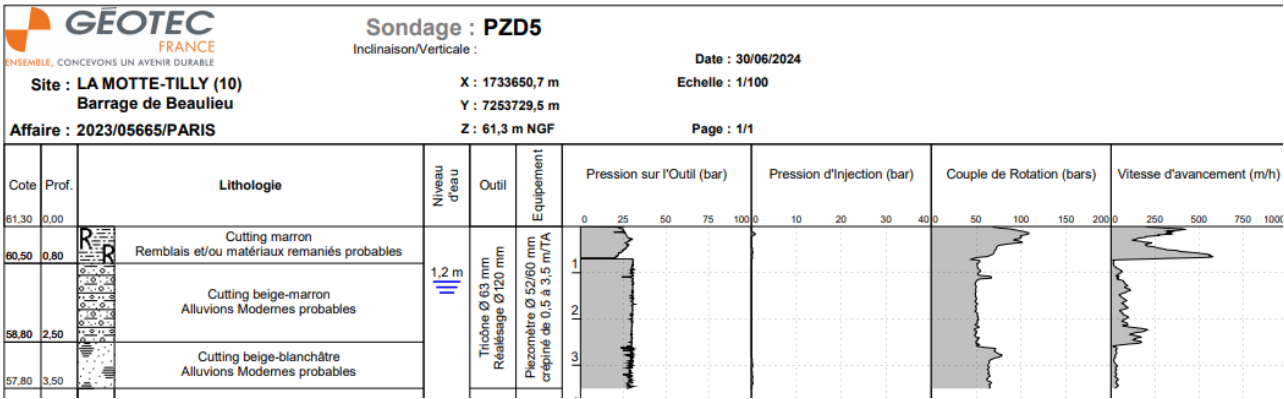 GÉOTEC
FRANCE
ENSEMBLE, CONCEVONS UN AVENIR DURABLE
Sondage : PZD5
Inclinaison/Verticale :
Date : 30/06/2024
Site : LA MOTTE-TILLY (10)
Barrage de Beaulieu
X : 1733650,7 m
Echelle : 1/100
Y : 7253729,5 m
Affaire : 2023/05665/PARIS
Z : 61,3 m NGF
Page : 1/1
Cote Prof. Lithologie Niveau d'eau Outil Equipement Pression sur l'Outil (bar) Pression d'Injection (bar) Couple de Rotation (bars) Vitesse d'avancement (m/h)
61,30 0,00
0 25 50 75 100 0 10 20 30 40 0 50 100 150 200 0 250 500 750 1000
R R
Cutting marron
Remblais et/ou matériaux remaniés probables
60,50 0,80
1,2 m
Tricône Ø 63 mm
Réalésage Ø120 mm
Piezomètre Ø 52/60 mm
crépiné de 0,5 à 3,5 m/TA
1
Cutting beige-marron
Alluvions Modernes probables
2
58,80 2,50
Cutting beige-blanchâtre
Alluvions Modernes probables
3
57,80 3,50